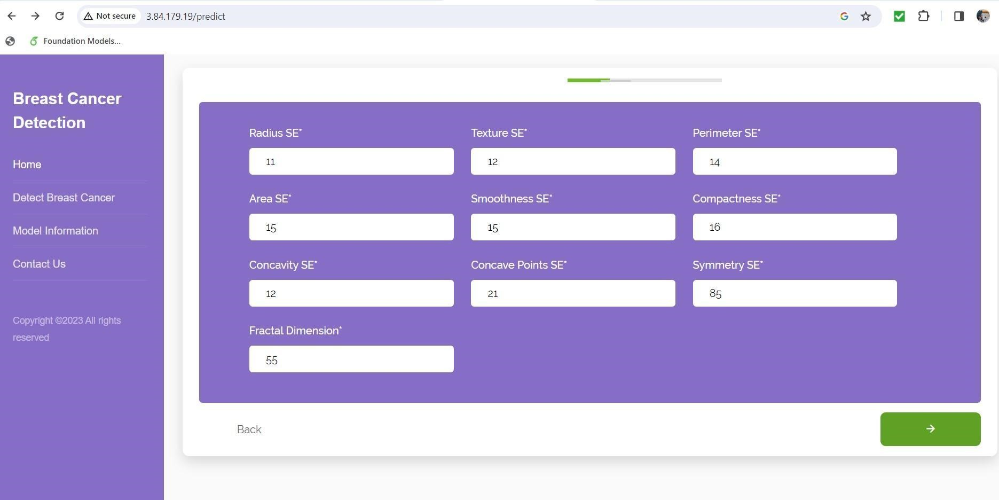 Not secure
3.84.179.19/predict
Foundation Models...
Breast Cancer
Detection
Home
Detect Breast Cancer
Model Information
Contact Us
Copyright ©2023 All rights
reserved
Radius SE* Texture SE* Perimeter SE*
11 12 14
Area SE* Smoothness SE* Compactness SE*
15 15 16
Concavity SE* Concave Points SE* Symmetry SE*
12 21 85
Fractal Dimension*
55
Back